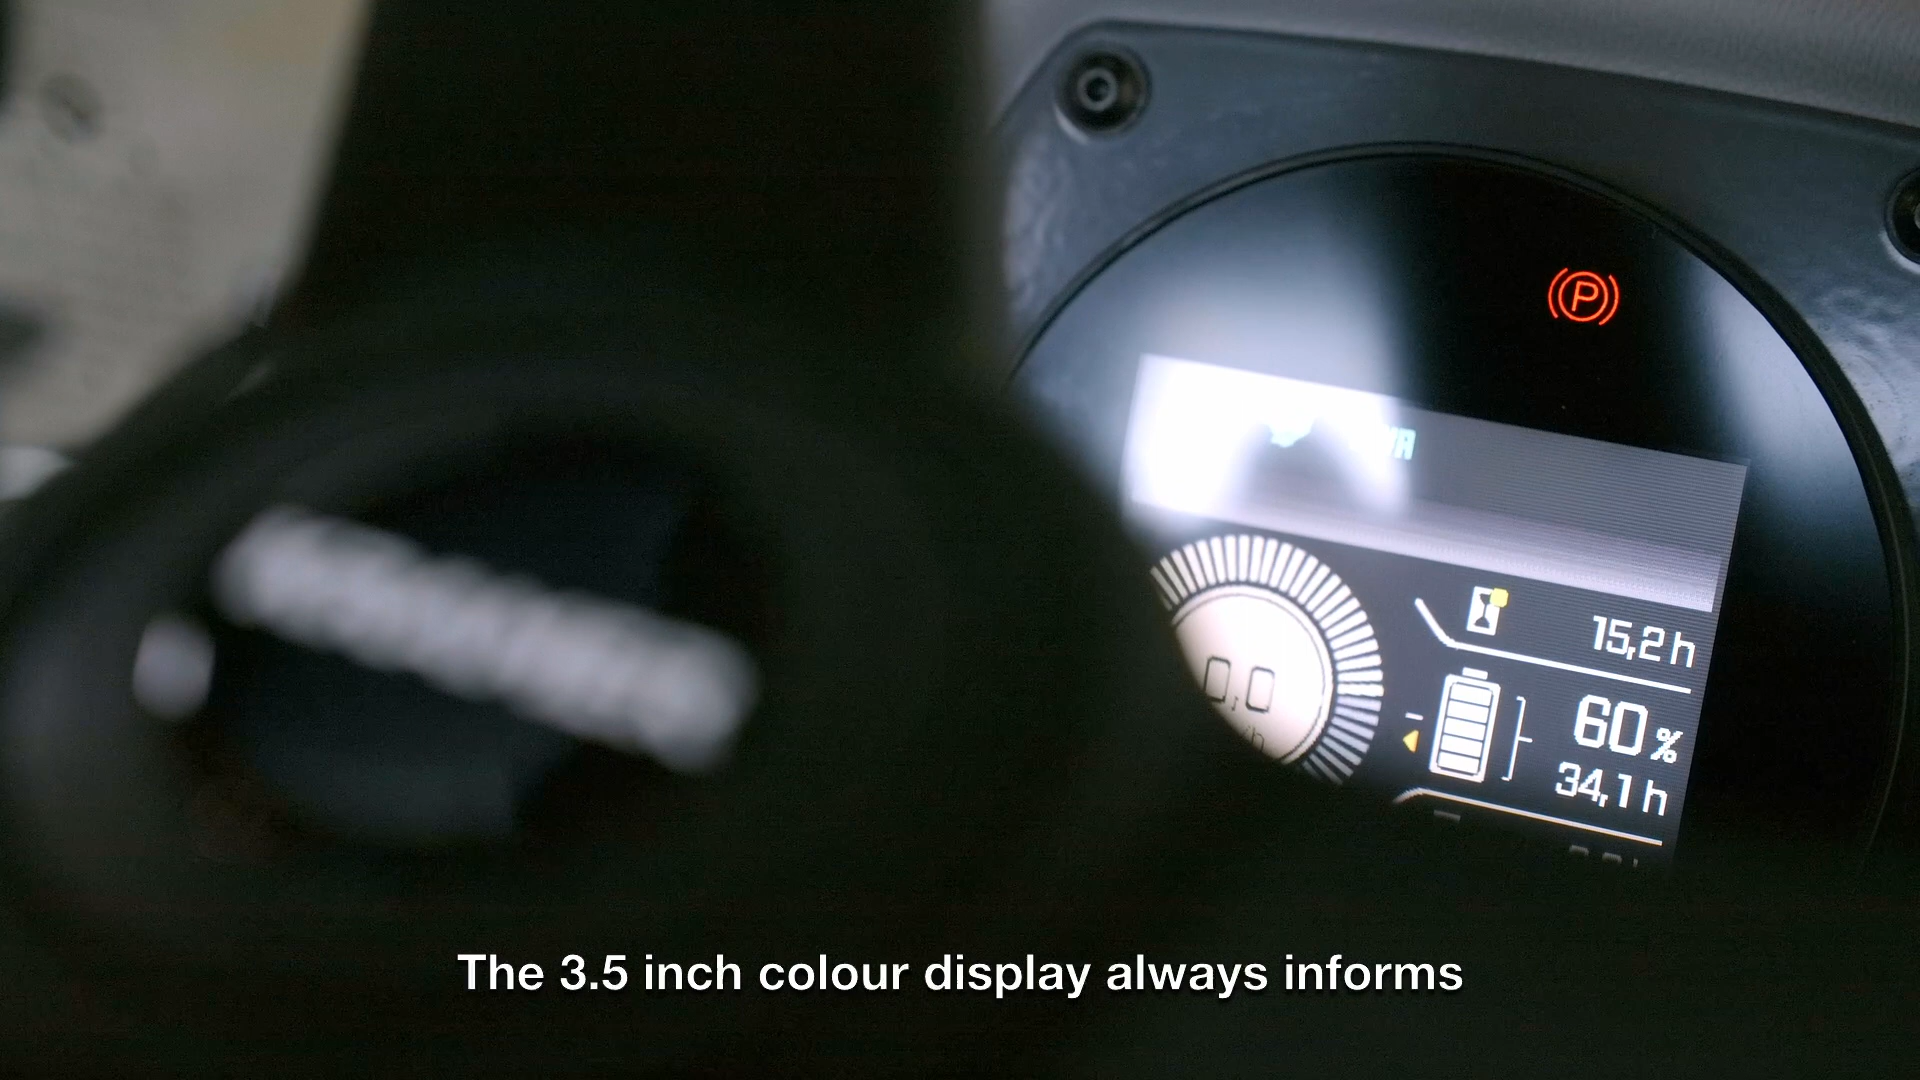 P
15,2 h
0,0
60 %
34,1 h
The 3.5 inch colour display always informs